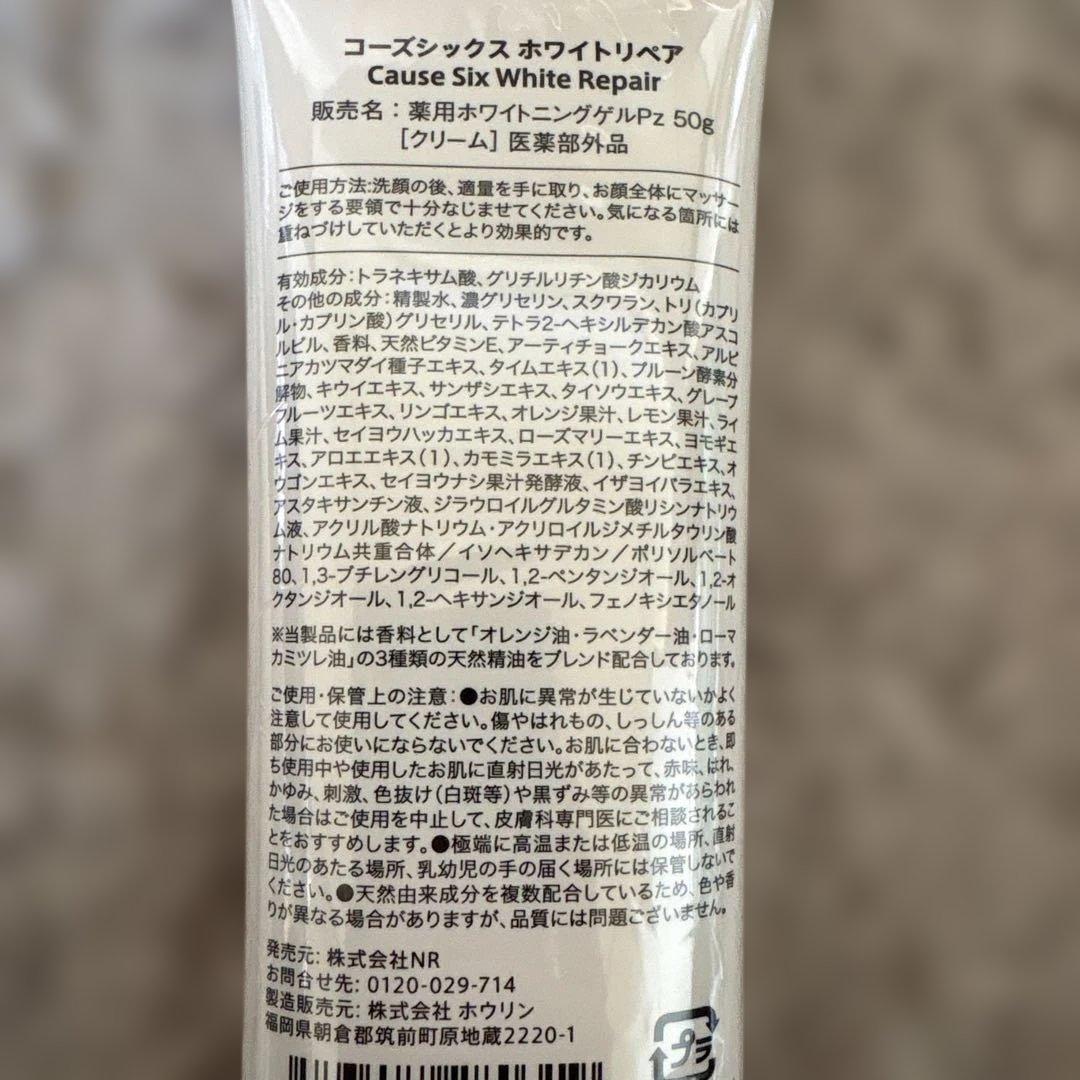 コーズシックス ホワイトリペア
Cause Six White Repair
販売名：薬用ホワイトニングゲルPz 50g
［クリーム］医薬部外品
ご使用方法:洗顔の後、適量を手に取り、お顔全体にマッサー
ジをする要領で十分なじませてください。気になる箇所には
重ねづけしていただくとより効果的です。
有効成分：トラネキサム酸、グリチルリチン酸ジカリウム
その他の成分：精製水、濃グリセリン、スクワラン、トリ（カプリ
ル・カプリン酸）グリセリル、テトラ2-ヘキシルデカン酸アスコ
ルビル、香料、天然ビタミンE、アーティチョークエキス、アルピ
ニアカツマダイ種子エキス、タイムエキス（1）、プルーン酵素分
解物、キウイエキス、サンザシエキス、タイソウエキス、グレープ
フルーツエキス、リンゴエキス、オレンジ果汁、レモン果汁、ライ
ム果汁、セイヨウハッカエキス、ローズマリーエキス、ヨモギエ
キス、アロエエキス（1）、カモミラエキス（1）、チンピエキス、オ
ウゴンエキス、セイヨウナシ果汁発酵液、イザヨイバラエキス、
アスタキサンチン液、ジラウロイルグルタミン酸リシンナトリウ
ム液、アクリル酸ナトリウム・アクリロイルジメチルタウリン酸
ナトリウム共重合体／イソヘキサデカン／ポリソルベート
80、1,3-ブチレングリコール、1,2-ペンタンジオール、1,2-オ
クタンジオール、1,2-ヘキサンジオール、フェノキシエタノール
※当製品には香料として「オレンジ油・ラベンダー油・ローマ
カミツレ油」の3種類の天然精油をブレンド配合しております。
ご使用・保管上の注意：●お肌に異常が生じていないかよく
注意して使用してください。傷やはれもの、しっしん等のある
部分にお使いにならないでください。お肌に合わないとき、即
ち使用中や使用したお肌に直射日光があたって、赤味、はれ、
かゆみ、刺激、色抜け（白斑等）や黒ずみ等の異常があらわれ
た場合はご使用を中止して、皮膚科専門医にご相談されるこ
とをおすすめします。●極端に高温または低温の場所、直射
日光のあたる場所、乳幼児の手の届く場所には保管しないで
ください。●天然由来成分を複数配合しているため、色や香
りが異なる場合がありますが、品質には問題ございません。
発売元: 株式会社NR
お問合せ先: 0120-029-714
製造販売元: 株式会社 ホウリン
福岡県朝倉郡筑前町原地蔵2220-1
プラ